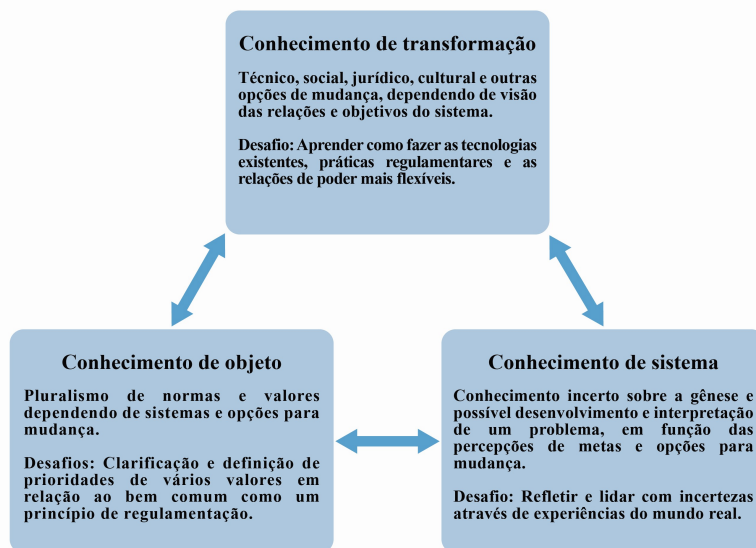 Conhecimento de transformação
Técnico, social, jurídico, cultural e outras
opções de mudança, dependendo de visão
das relações e objetivos do sistema.
Desafio: Aprender como fazer as tecnologias
existentes, práticas regulamentares e as
relações de poder mais flexíveis.
Conhecimento de objeto
Pluralismo de normas e valores
dependendo de sistemas e opções para
mudança.
Desafios: Clarificação e definição de
prioridades de vários valores em
relação ao bem comum como um
princípio de regulamentação.
Conhecimento de sistema
Conhecimento incerto sobre a gênese e
possível desenvolvimento e interpretação
de um problema, em função das
percepções de metas e opções para
mudança.
Desafio: Refletir e lidar com incertezas
através de experiências do mundo real.